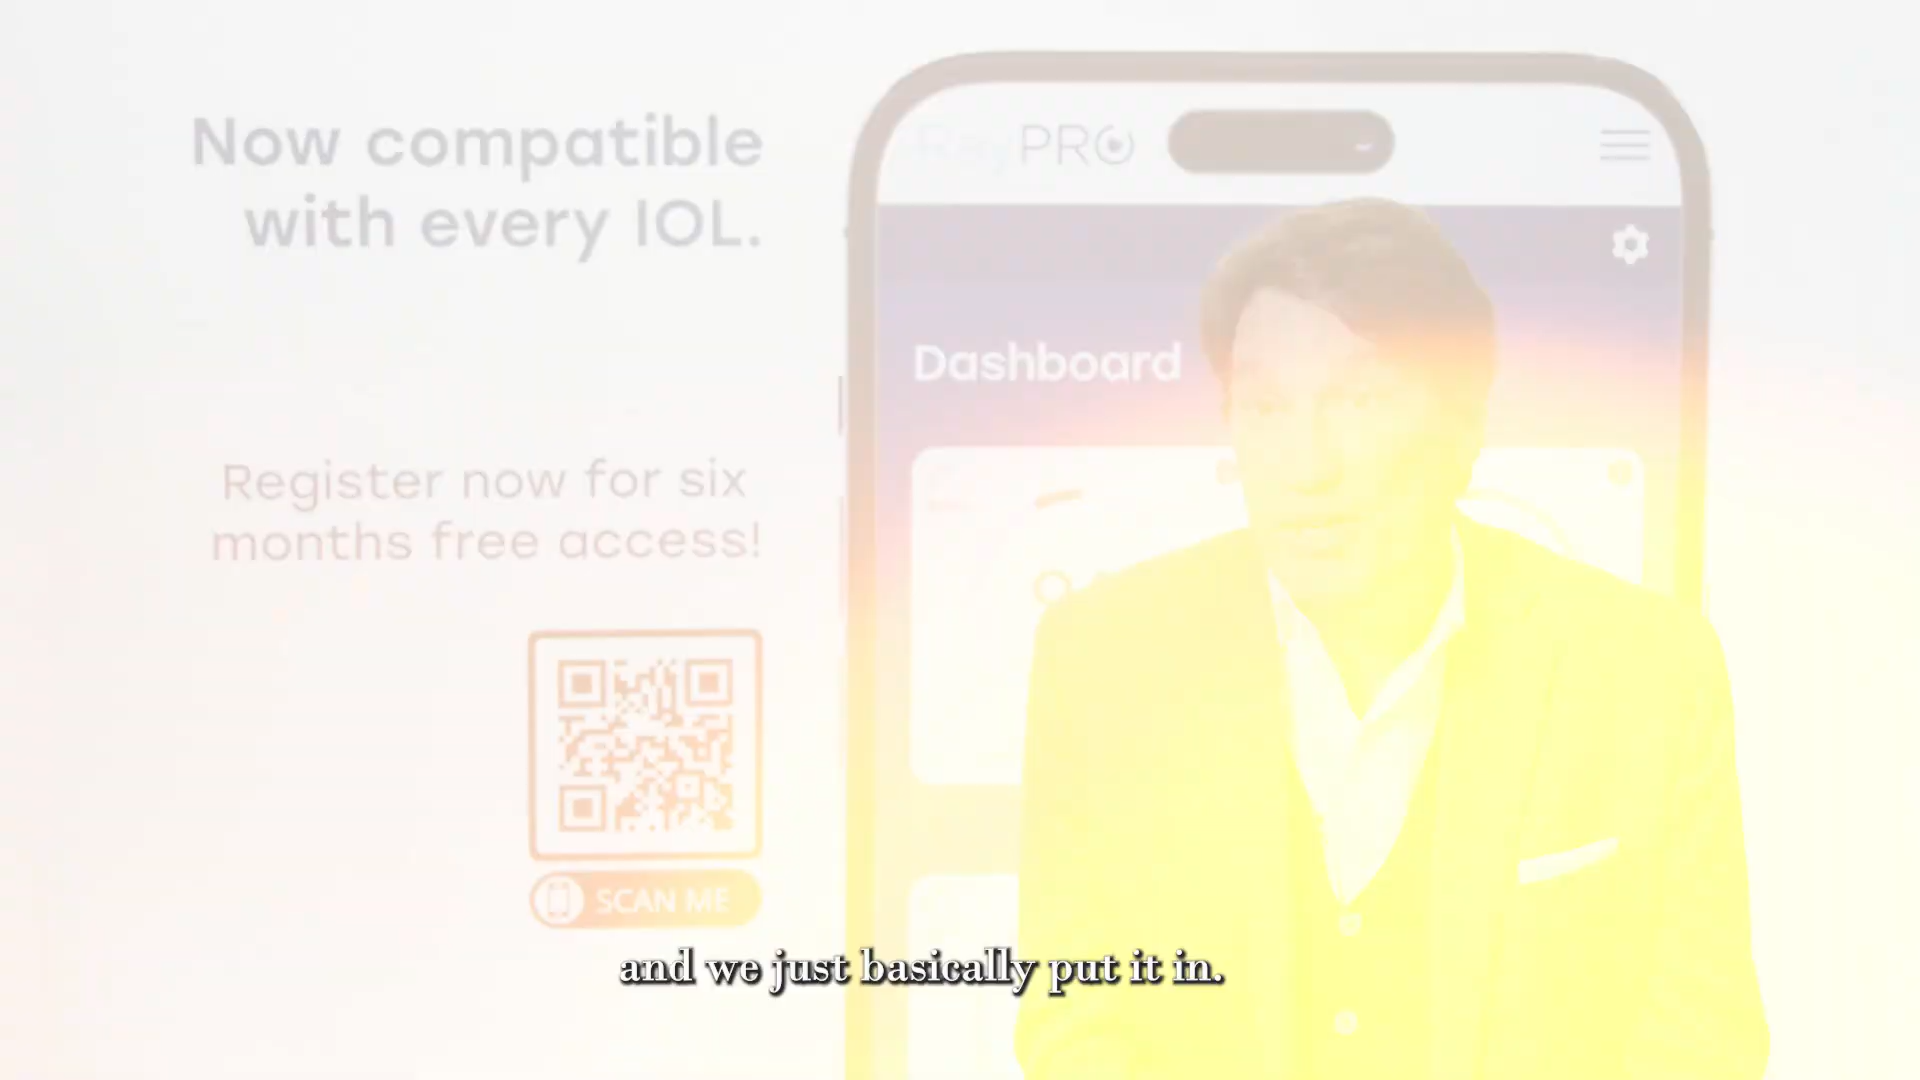 Now compatible
with every IOL.
RayPRO
Dashboard
Register now for six
months free access!
SCAN ME
and we just basically put it in.